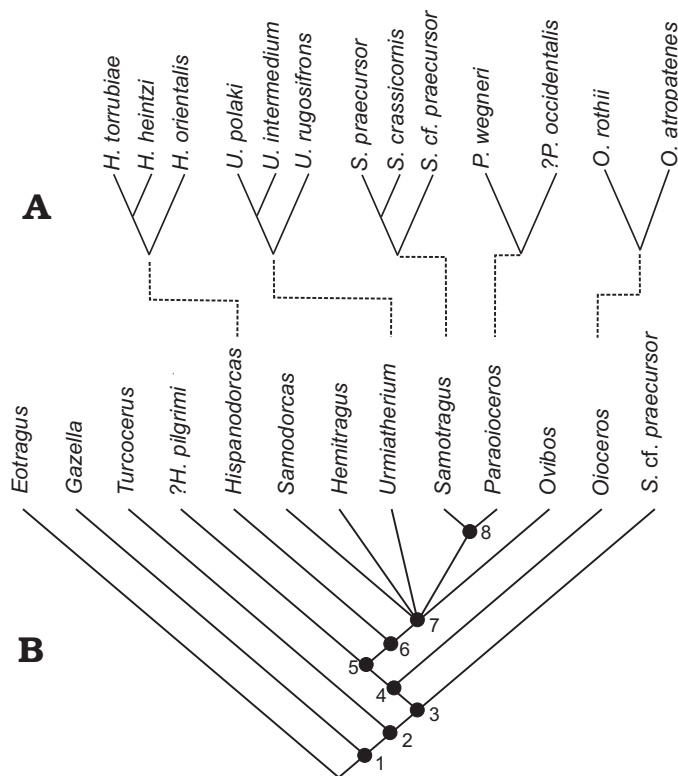 H. torrubiae
H. heintzi
H. orientalis
U. polaki
U. intermedium
U. rugosifrons
S. praecursor
S. crassicornis
S. cf. praecursor
P. wegneri
?P. occidentalis
O. rothii
O. atropatenes
A
Eotragus
Gazella
Turcocerus
?H. pilgrimi
Hispanodorcas
Samodorcas
Hemitragus
Urmiatherium
Samotragus
Paraoioceros
Ovibos
Oioceros
S. cf. praecursor
8
7
B
6
5
4
3
2
1